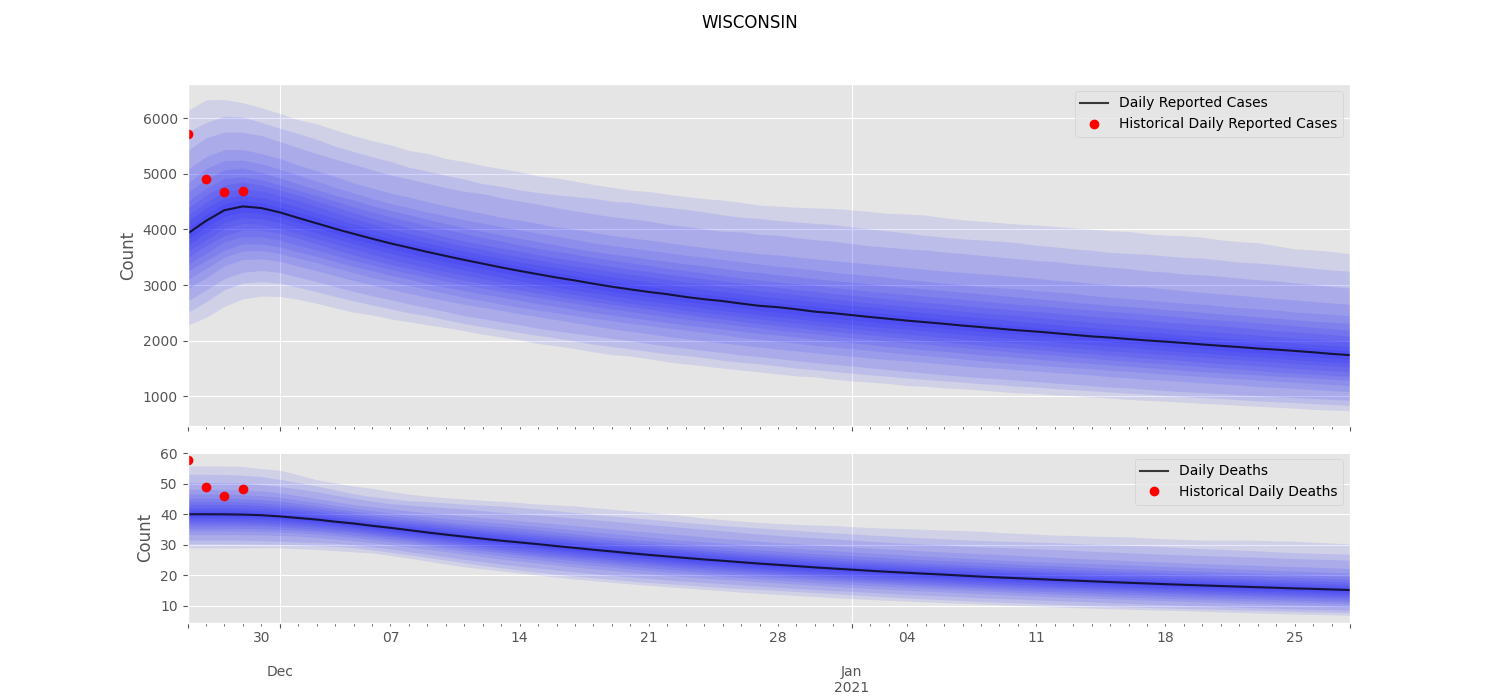 WISCONSIN
Daily Reported Cases
Historical Daily Reported Cases
6000
5000
4000
3000
2000
1000
Count
Daily Deaths
Historical Daily Deaths
60
50
40
30
20
10
Count
30 07 14 21 28 04 11 18 25
Dec Jan
2021